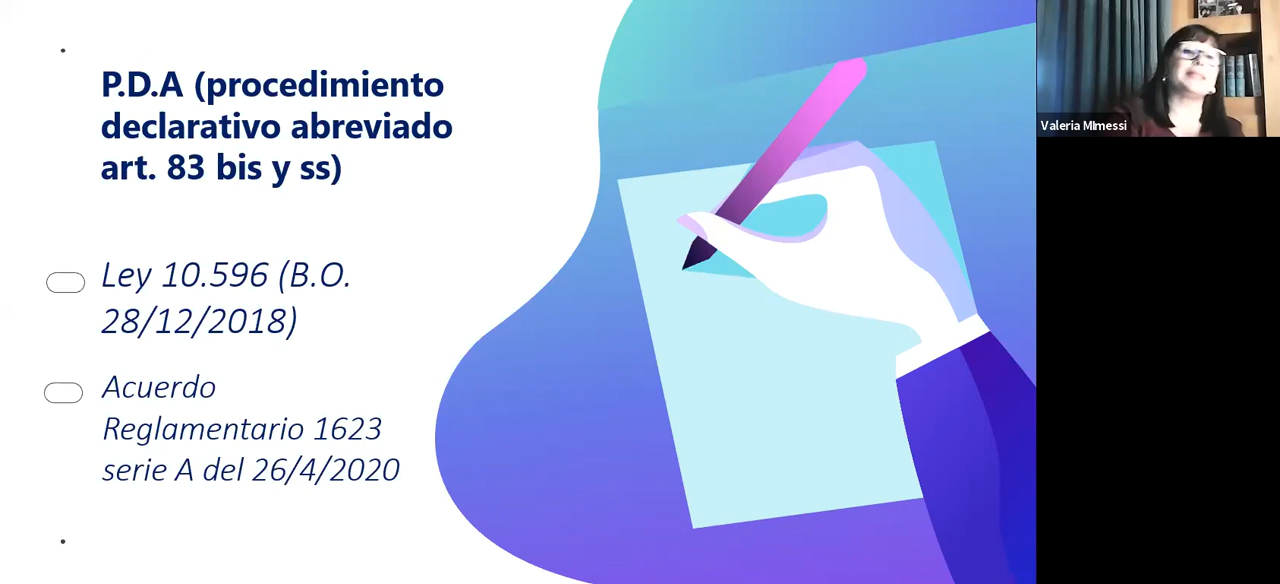 P.D.A (procedimiento
declarativo abreviado
art. 83 bis y ss)
Ley 10.596 (B.O.
28/12/2018)
Acuerdo
Reglamentario 1623
serie A del 26/4/2020
Valeria MImessi